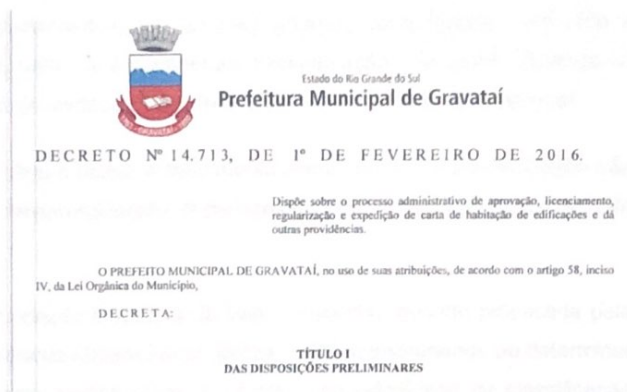 Estado do Rio Grande do Sul
Prefeitura Municipal de Gravataí
DECRETO Nº 14.713, DE 1º DE FEVEREIRO DE 2016.
Dispõe sobre o processo administrativo de aprovação, licenciamento,
regularização e expedição de carta de habitação de edificações e dá
outras providências.
O PREFEITO MUNICIPAL DE GRAVATAÍ, no uso de suas atribuições, de acordo com o artigo 58, inciso
IV, da Lei Orgânica do Município,
DECRETA:
TÍTULO I
DAS DISPOSIÇÕES PRELIMINARES